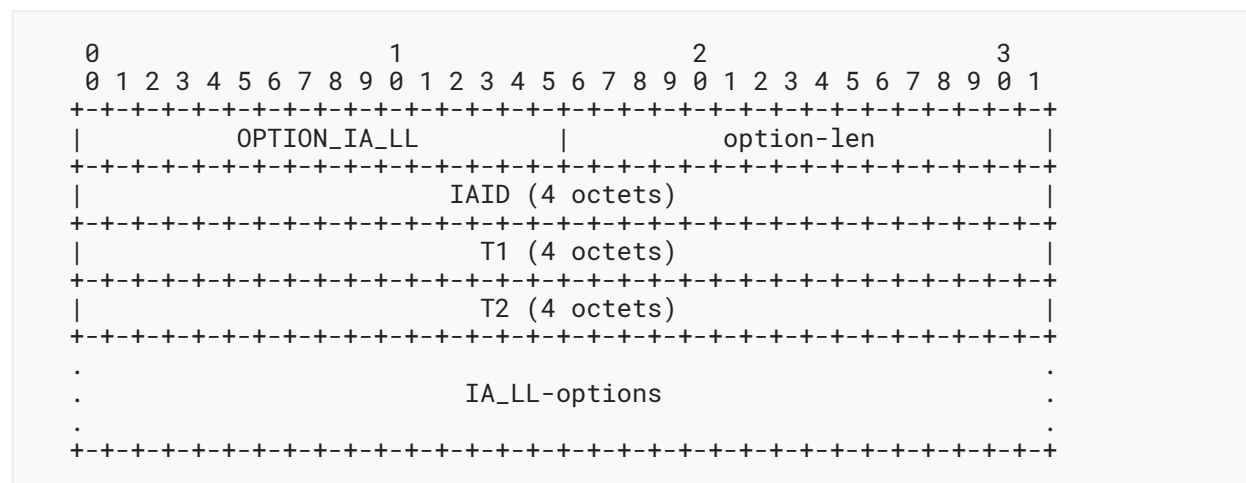 0                   1                   2                   3
 0 1 2 3 4 5 6 7 8 9 0 1 2 3 4 5 6 7 8 9 0 1 2 3 4 5 6 7 8 9 0 1
+-+-+-+-+-+-+-+-+-+-+-+-+-+-+-+-+-+-+-+-+-+-+-+-+-+-+-+-+-+-+-+-+
|          OPTION_IA_LL         |          option-len           |
+-+-+-+-+-+-+-+-+-+-+-+-+-+-+-+-+-+-+-+-+-+-+-+-+-+-+-+-+-+-+-+-+
|                        IAID (4 octets)                        |
+-+-+-+-+-+-+-+-+-+-+-+-+-+-+-+-+-+-+-+-+-+-+-+-+-+-+-+-+-+-+-+-+
|                          T1 (4 octets)                        |
+-+-+-+-+-+-+-+-+-+-+-+-+-+-+-+-+-+-+-+-+-+-+-+-+-+-+-+-+-+-+-+-+
|                          T2 (4 octets)                        |
+-+-+-+-+-+-+-+-+-+-+-+-+-+-+-+-+-+-+-+-+-+-+-+-+-+-+-+-+-+-+-+-+
.                                                               .
.                         IA_LL-options                         .
.                                                               .
+-+-+-+-+-+-+-+-+-+-+-+-+-+-+-+-+-+-+-+-+-+-+-+-+-+-+-+-+-+-+-+-+